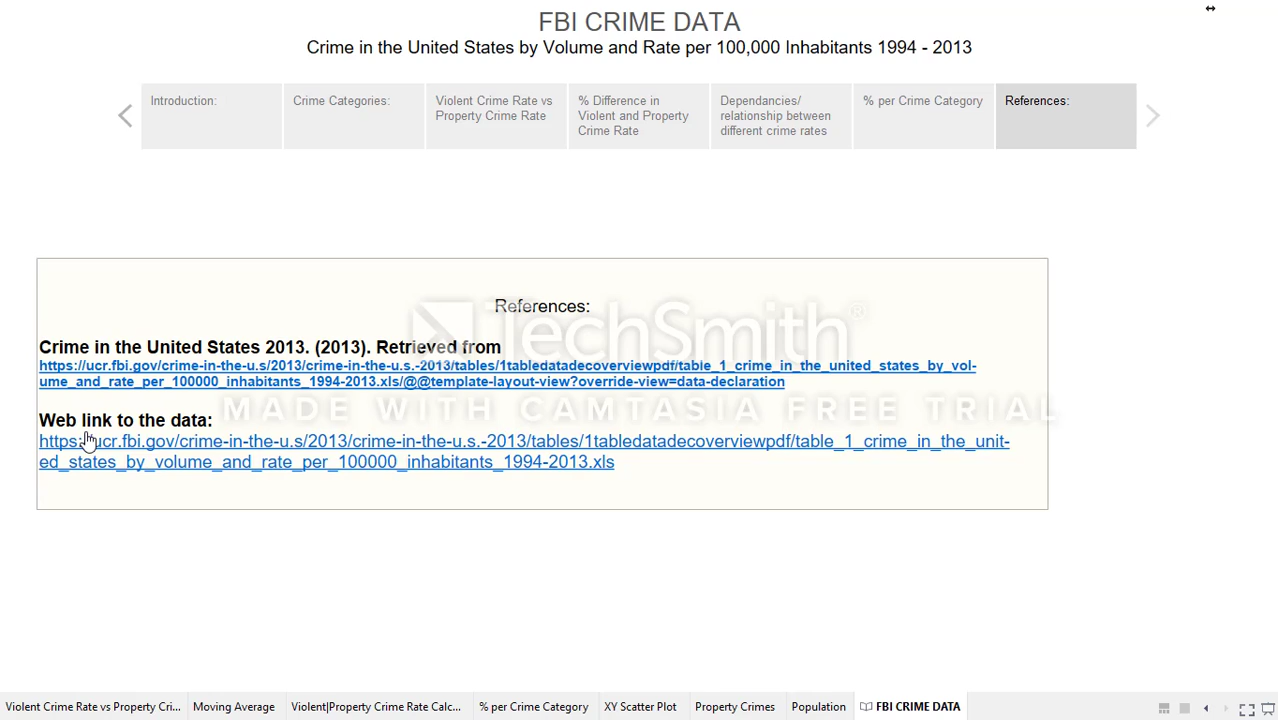 FBI CRIME DATA
Crime in the United States by Volume and Rate per 100,000 Inhabitants 1994 - 2013
Introduction:
Crime Categories:
Violent Crime Rate vs
Property Crime Rate
% Difference in
Violent and Property
Crime Rate
Dependancies/
relationship between
different crime rates
% per Crime Category
References:
References:
Crime in the United States 2013. (2013). Retrieved from
https://ucr.fbi.gov/crime-in-the-u.s/2013/crime-in-the-u.s.-2013/tables/1tabledatadecoverviewpdf/table_1_crime_in_the_united_states_by_vol-
ume_and_rate_per_100000_inhabitants_1994-2013.xls/@@template-layout-view?override-view=data-declaration
Web link to the data:
https://ucr.fbi.gov/crime-in-the-u.s/2013/crime-in-the-u.s.-2013/tables/1tabledatadecoverviewpdf/table_1_crime_in_the_unit-
ed_states_by_volume_and_rate_per_100000_inhabitants_1994-2013.xls
TechSmith®
MADE WITH CAMTASIA FREE TRIAL
Violent Crime Rate vs Property Cri...
Moving Average
Violent|Property Crime Rate Calc...
% per Crime Category
XY Scatter Plot
Property Crimes
Population
FBI CRIME DATA